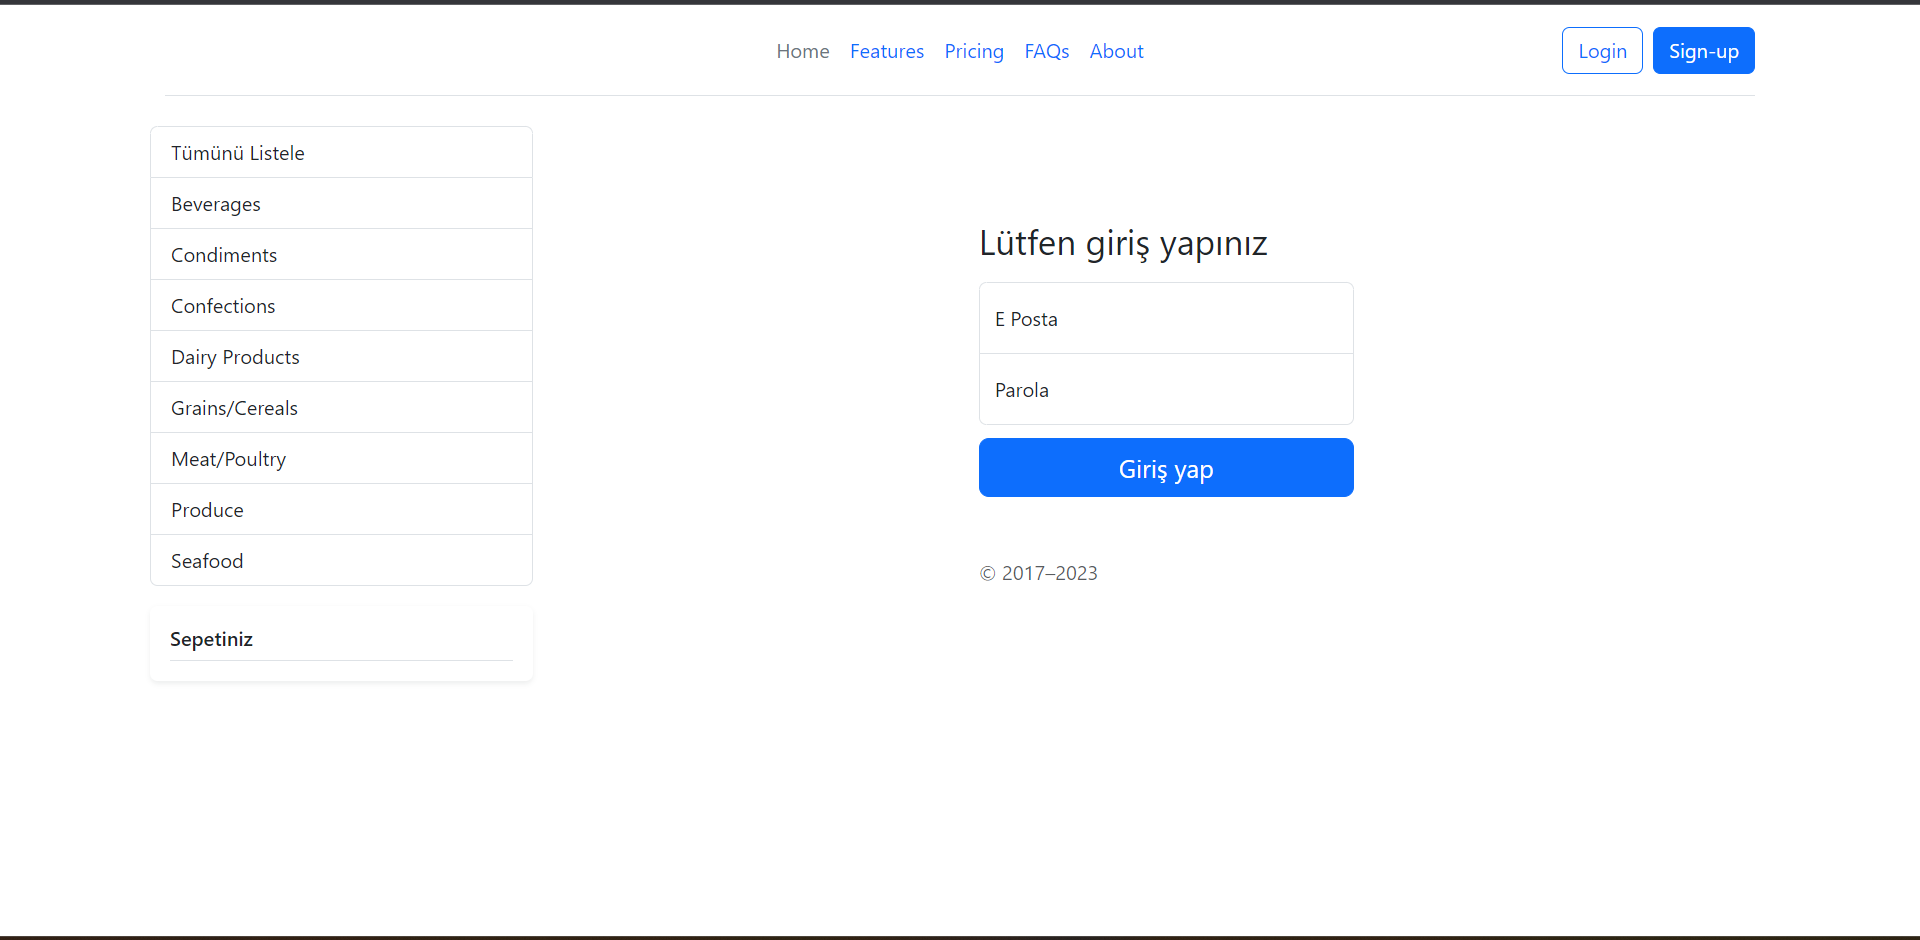 Home Features Pricing FAQs About Login Sign-up
Tümünü Listele
Beverages
Condiments
Confections
Dairy Products
Grains/Cereals
Meat/Poultry
Produce
Seafood
Sepetiniz
Lütfen giriş yapınız
E Posta
Parola
Giriş yap
© 2017–2023